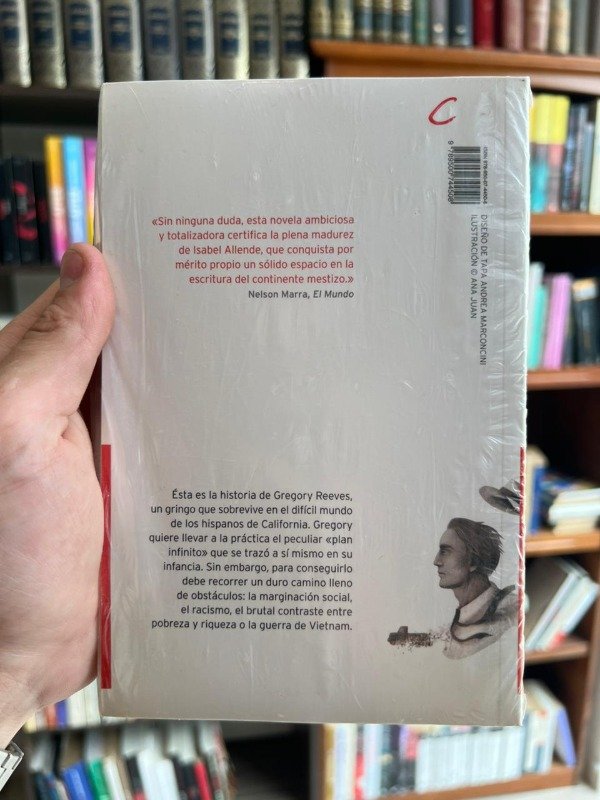 «Sin ninguna duda, esta novela ambiciosa
y totalizadora certifica la plena madurez
de Isabel Allende, que conquista por
mérito propio un sólido espacio en la
escritura del continente mestizo.»
Nelson Marra, El Mundo
Ésta es la historia de Gregory Reeves,
un gringo que sobrevive en el difícil mundo
de los hispanos de California. Gregory
quiere llevar a la práctica el peculiar «plan
infinito» que se trazó a sí mismo en su
infancia. Sin embargo, para conseguirlo
debe recorrer un duro camino lleno
de obstáculos: la marginación social,
el racismo, el brutal contraste entre
pobreza y riqueza o la guerra de Vietnam.
DISEÑO DE TAPA ANDREA MARCONCINI
ILUSTRACIÓN © ANA JUAN